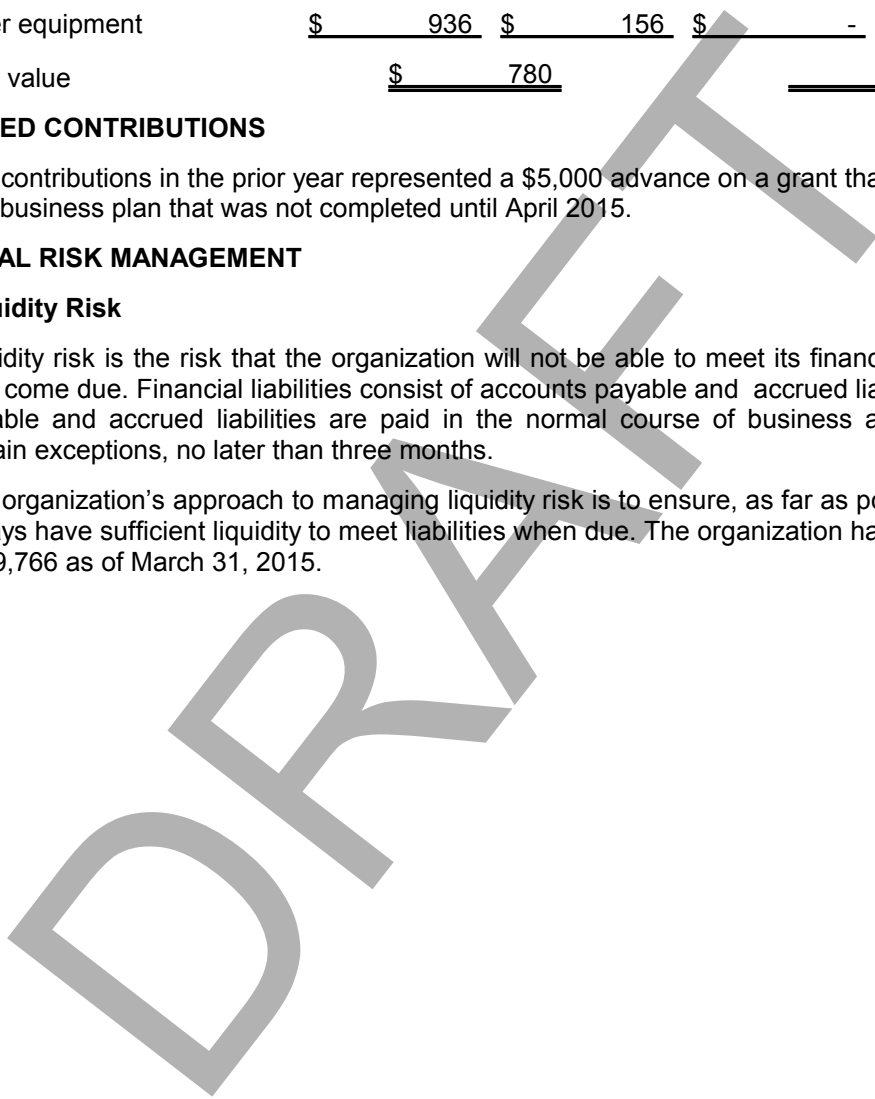 er equipment $ 936 $ 156 $ -
value $ 780
ED CONTRIBUTIONS
contributions in the prior year represented a $5,000 advance on a grant tha
business plan that was not completed until April 2015.
AL RISK MANAGEMENT
uidity Risk
idity risk is the risk that the organization will not be able to meet its financ
come due. Financial liabilities consist of accounts payable and accrued lia
able and accrued liabilities are paid in the normal course of business a
ain exceptions, no later than three months.
organization’s approach to managing liquidity risk is to ensure, as far as po
ays have sufficient liquidity to meet liabilities when due. The organization ha
9,766 as of March 31, 2015.
DRAFT